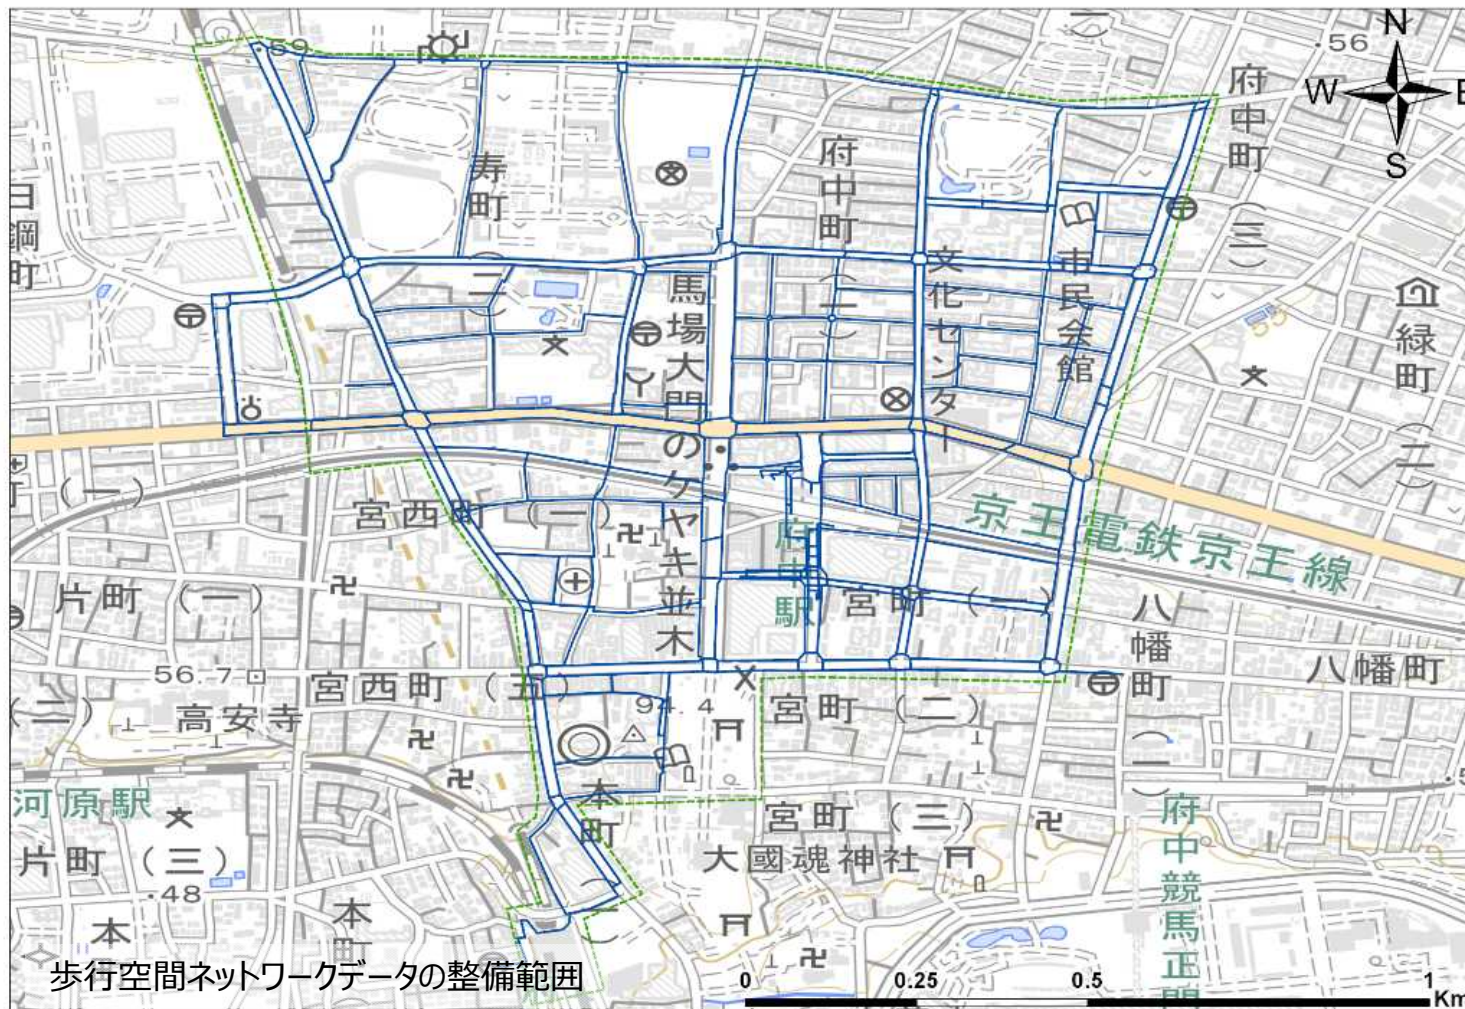 59
.56
N
W
E
S
府中町(三)
寿町(二)
府中町(二)
日鋼町
文化センター
市民会館
馬場大門のケヤキ並木
55
緑町(二)
町(一)
宮西町(一)
京王電鉄京王線
府中駅
片町(一)
宮町(一)
八幡町(一)
56.7
宮西町(五)
八幡町
(二)
高安寺
94.4
宮町(二)
河原駅
本町(一)
宮町(三)
府中競馬正門
片町(三)
大國魂神社
.48
本
本町
歩行空間ネットワークデータの整備範囲
0
0.25
0.5
1
Km